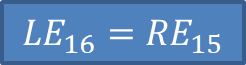 LE₁₆ = RE₁₅